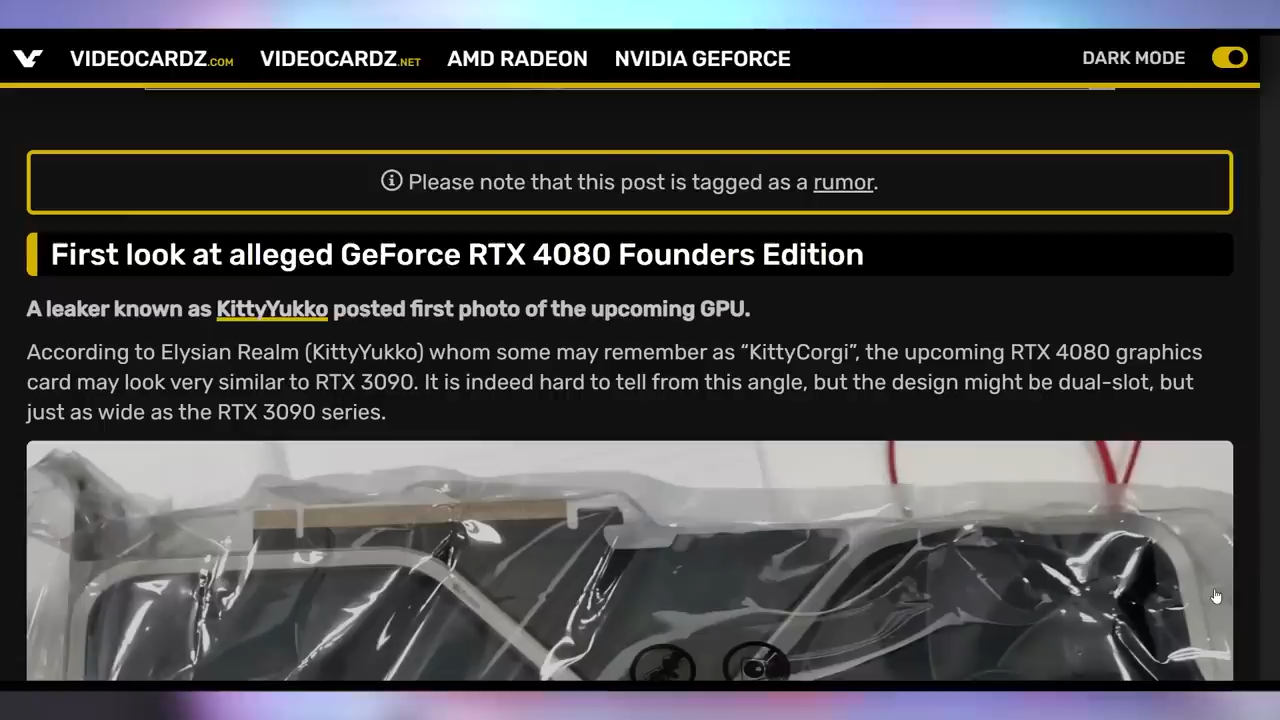 VIDEOCARDZ.COM VIDEOCARDZ.NET AMD RADEON NVIDIA GEFORCE DARK MODE
Please note that this post is tagged as a rumor.
First look at alleged GeForce RTX 4080 Founders Edition
A leaker known as KittyYukko posted first photo of the upcoming GPU.
According to Elysian Realm (KittyYukko) whom some may remember as “KittyCorgi”, the upcoming RTX 4080 graphics
card may look very similar to RTX 3090. It is indeed hard to tell from this angle, but the design might be dual-slot, but
just as wide as the RTX 3090 series.